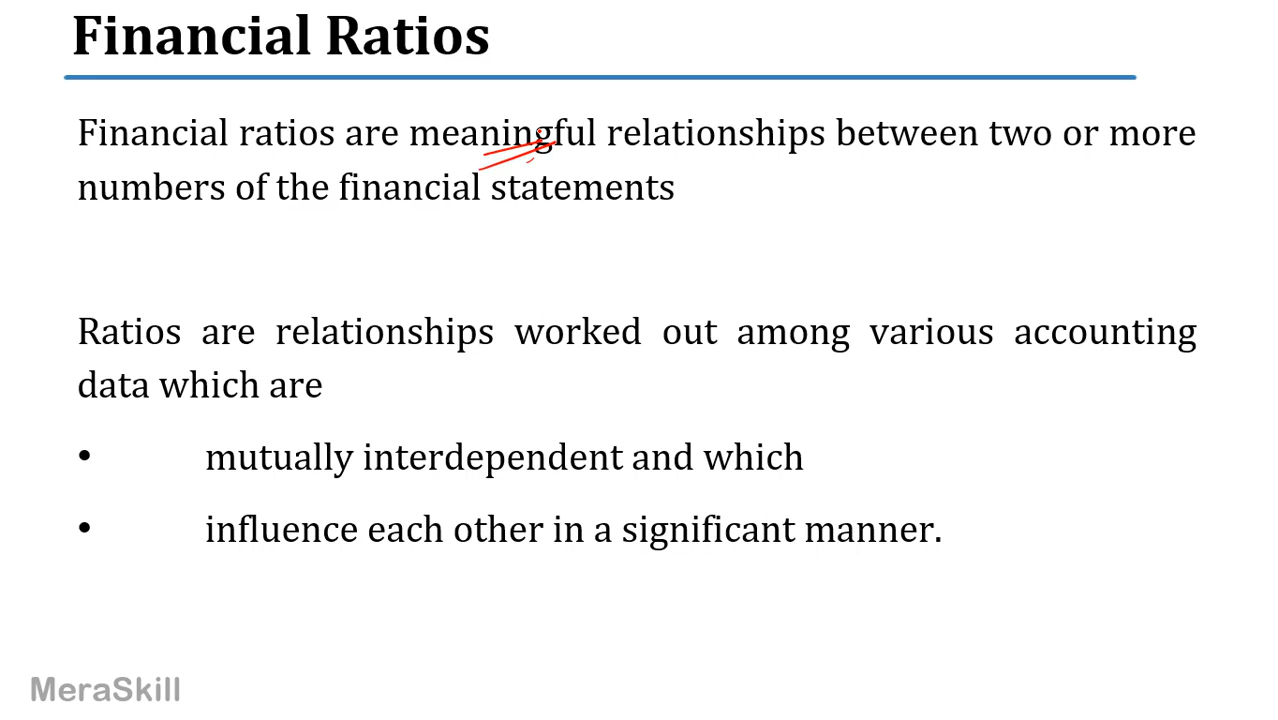 Financial Ratios
Financial ratios are meaningful relationships between two or more
numbers of the financial statements
Ratios are relationships worked out among various accounting
data which are
• mutually interdependent and which
• influence each other in a significant manner.
MeraSkill